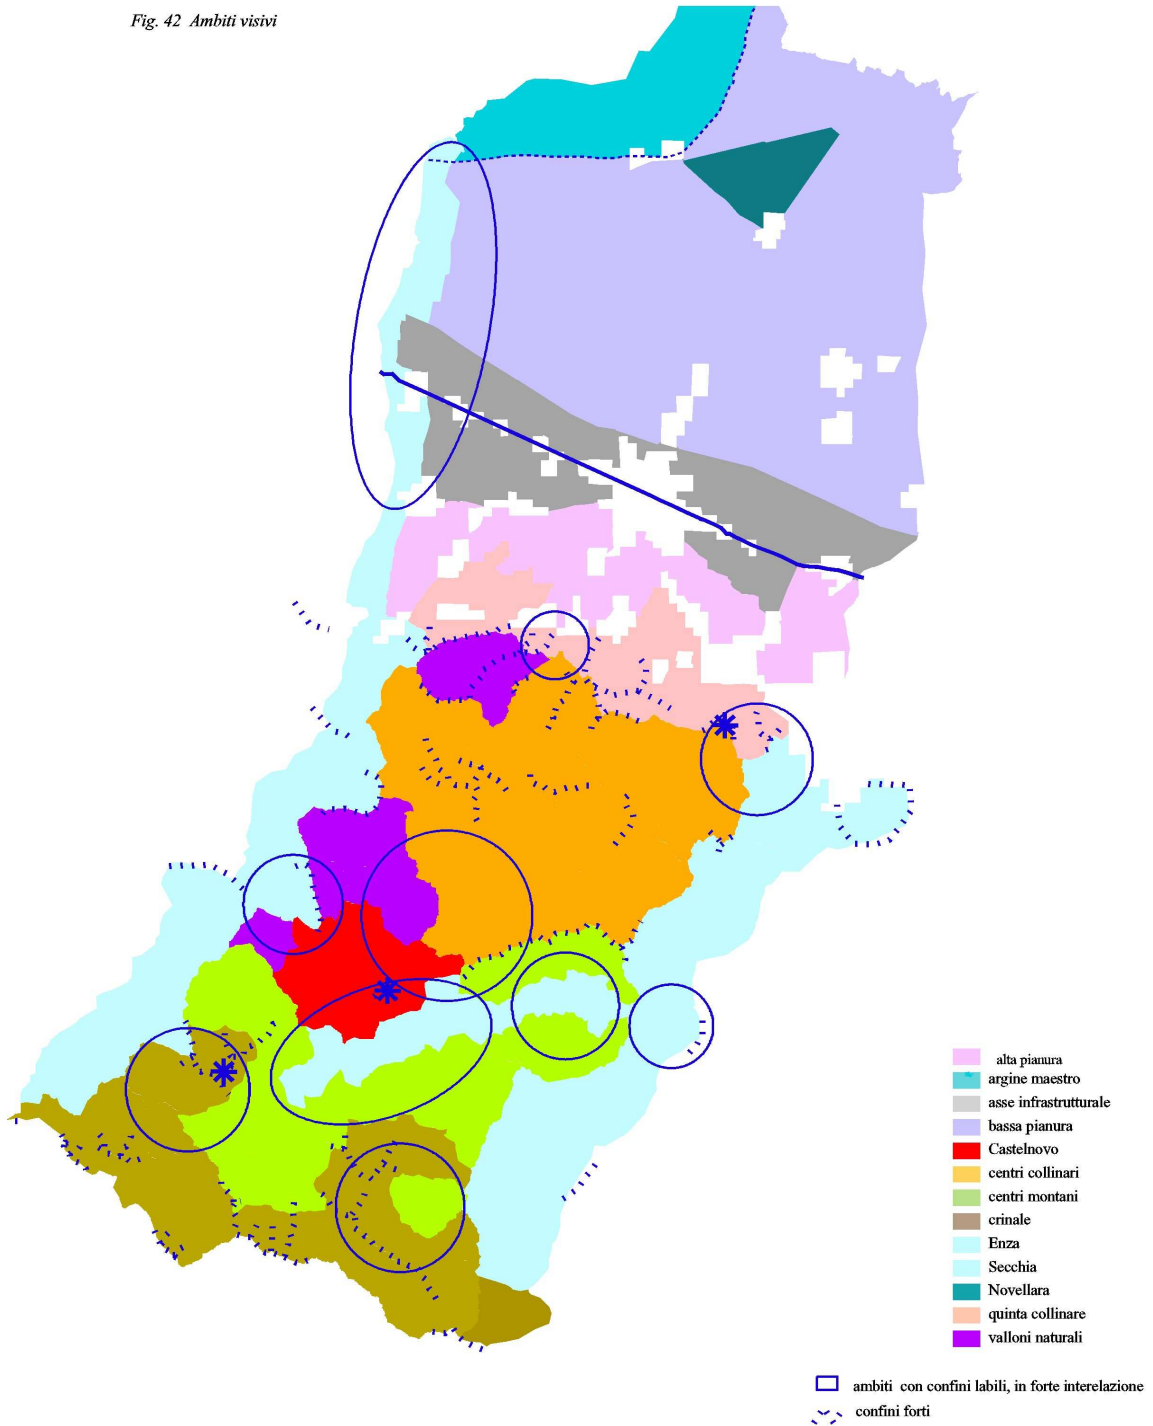 Fig. 42 Ambiti visivi
alta pianura
argine maestro
asse infrastrutturale
bassa pianura
Castelnovo
centri collinari
centri montani
crinale
Enza
Secchia
Novellara
quinta collinare
valloni naturali
ambiti con confini labili, in forte interelazione
confini forti